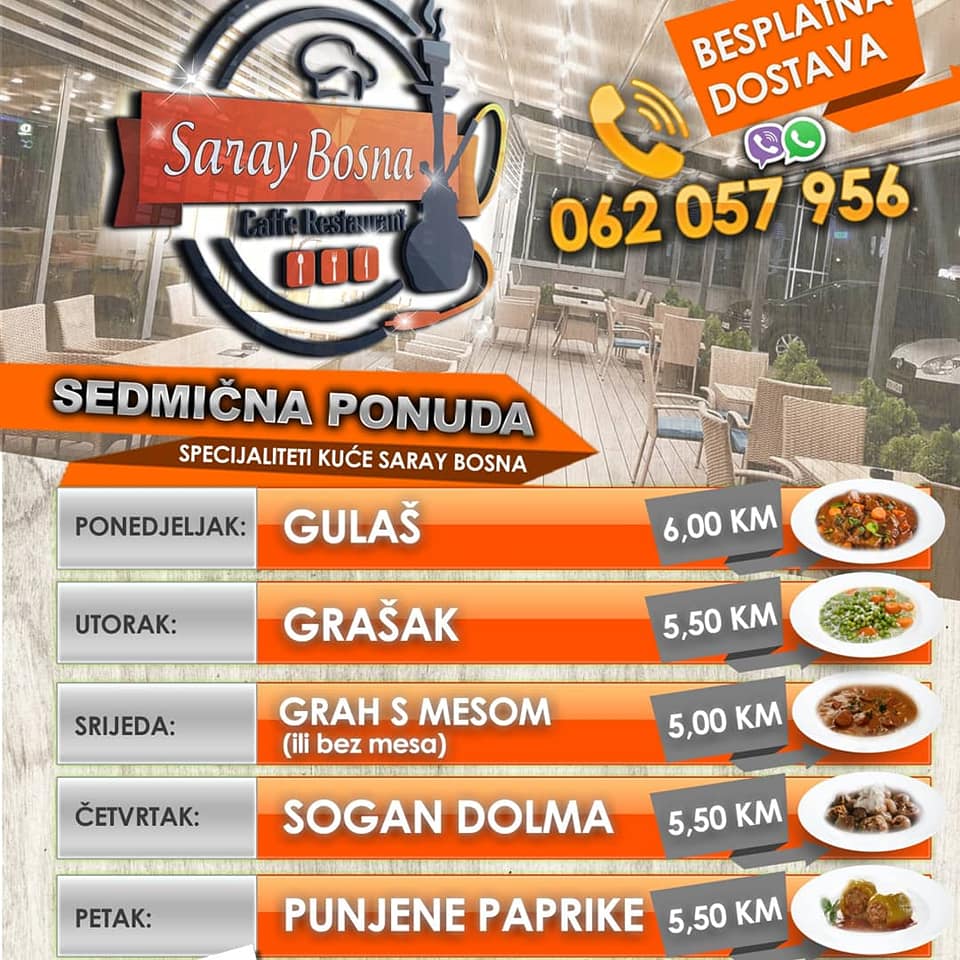 BESPLATNA
DOSTAVA
Saray Bosna
Caffe Restaurant
062 057 956
SEDMIČNA PONUDA
SPECIJALITETI KUĆE SARAY BOSNA
PONEDJELJAK: GULAŠ 6,00 KM
UTORAK: GRAŠAK 5,50 KM
SRIJEDA: GRAH S MESOM 5,00 KM
(ili bez mesa)
ČETVRTAK: SOGAN DOLMA 5,50 KM
PETAK: PUNJENE PAPRIKE 5,50 KM